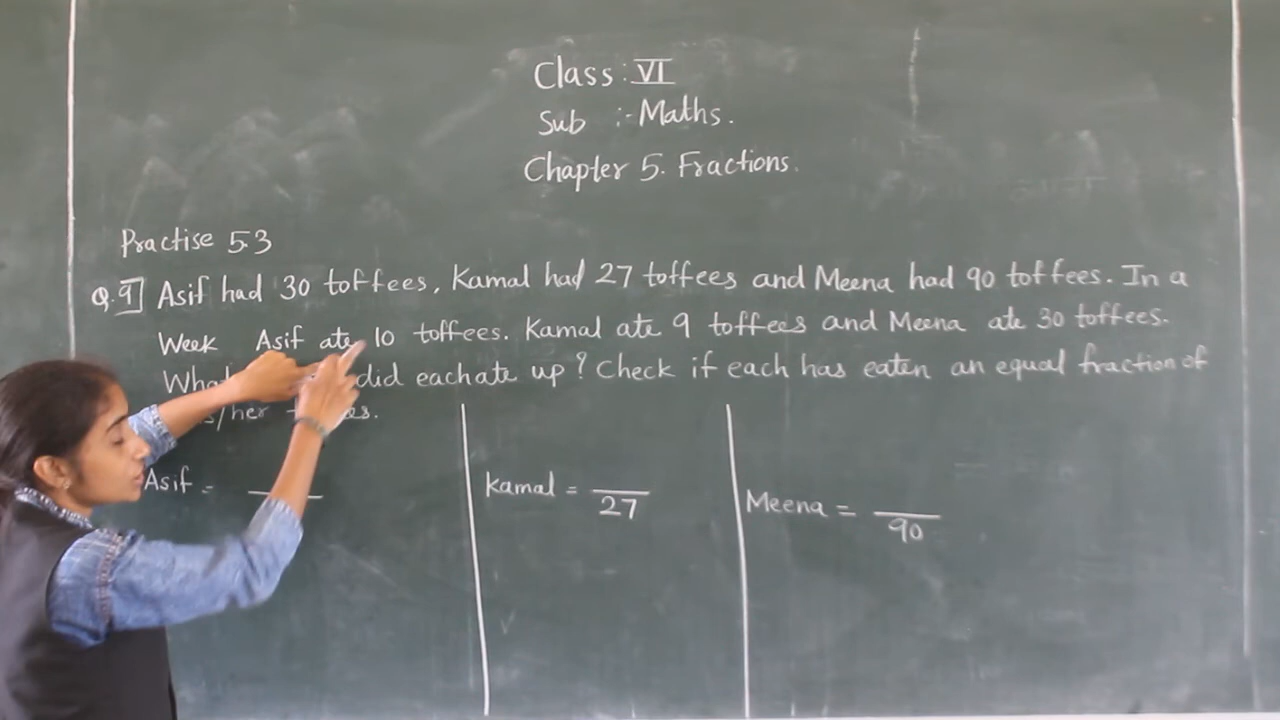 Class : VI
Sub :- Maths.
Chapter 5. Fractions.
Practise 5.3
Q.9] Asif had 30 toffees, Kamal had 27 toffees and Meena had 90 toffees. In a
Week Asif ate 10 toffees. Kamal ate 9 toffees and Meena ate 30 toffees.
did each ate up? Check if each has eaten an equal fraction of
/her
Asif =
Kamal = __
27
Meena = __
90